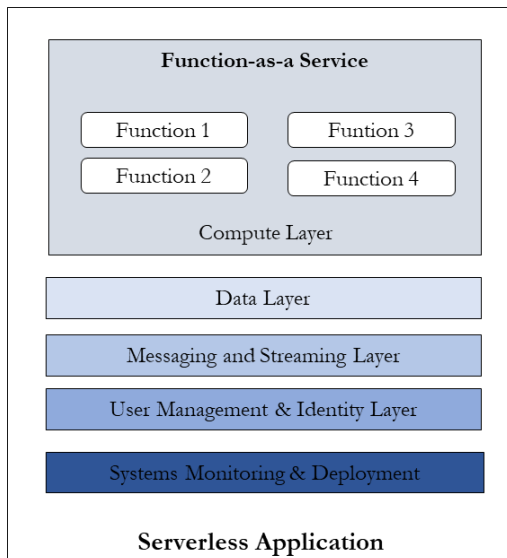 Function-as-a Service
Function 1
Funtion 3
Function 2
Function 4
Compute Layer
Data Layer
Messaging and Streaming Layer
User Management & Identity Layer
Systems Monitoring & Deployment
Serverless Application